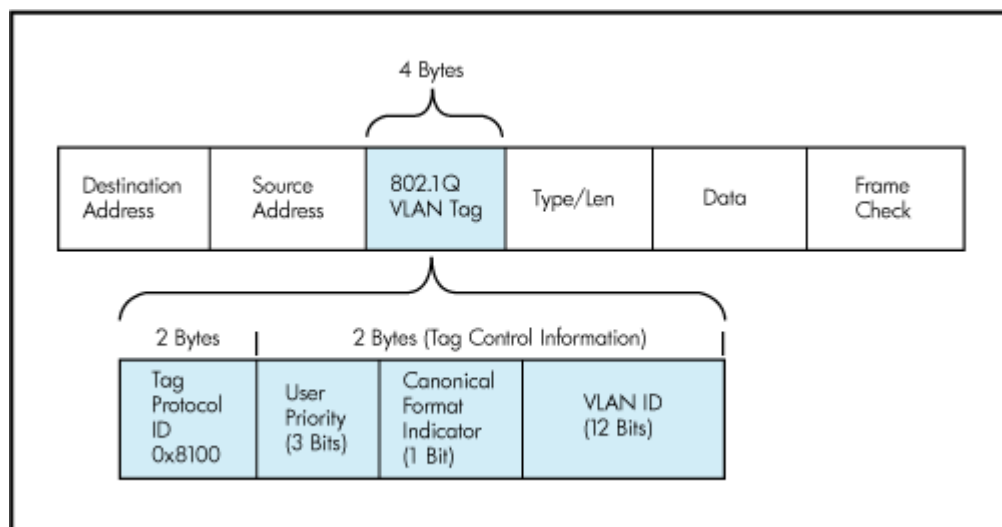 4 Bytes
Destination
Address
Source
Address
802.1Q
VLAN Tag
Type/Len
Data
Frame
Check
2 Bytes
2 Bytes (Tag Control Information)
Tag
Protocol
ID
0x8100
User
Priority
(3 Bits)
Canonical
Format
Indicator
(1 Bit)
VLAN ID
(12 Bits)